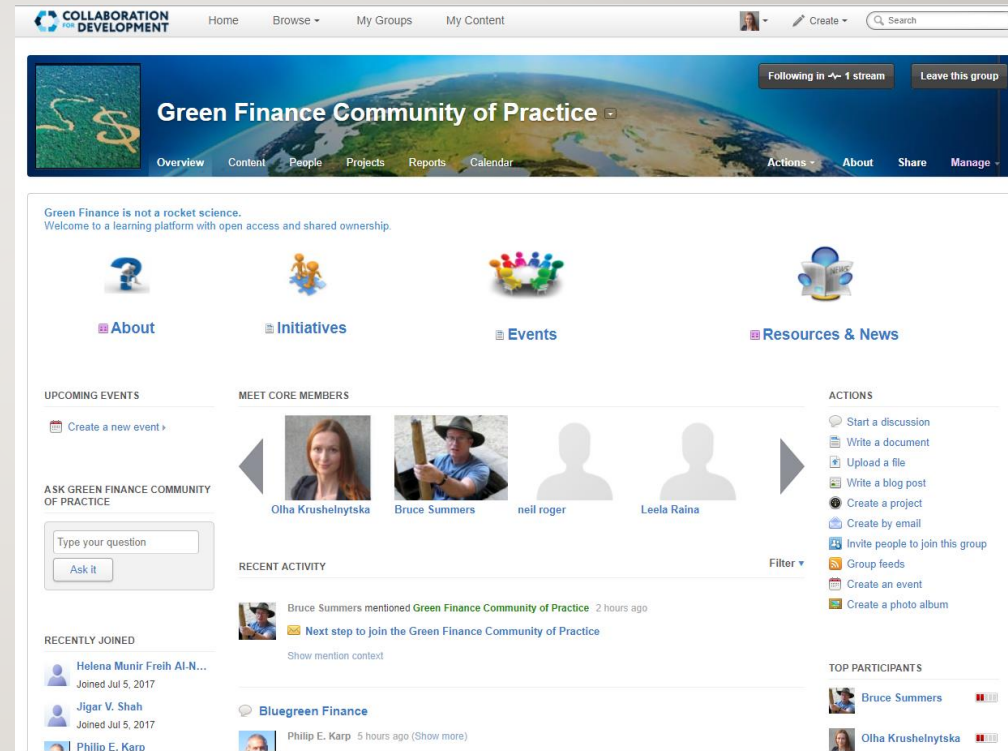 COLLABORATION
FOR DEVELOPMENT
Home Browse My Groups My Content
Create Search
Following in 1 stream Leave this group
Green Finance Community of Practice
Overview Content People Projects Reports Calendar
Actions About Share Manage
Green Finance is not a rocket science.
Welcome to a learning platform with open access and shared ownership.
NEWS
About Initiatives Events Resources & News
UPCOMING EVENTS
Create a new event
ASK GREEN FINANCE COMMUNITY
OF PRACTICE
Type your question
Ask it
RECENTLY JOINED
Helena Munir Freih Al-N...
Joined Jul 5, 2017
Jigar V. Shah
Joined Jul 5, 2017
Philip E. Karp
MEET CORE MEMBERS
Olha Krushelnytska Bruce Summers neil roger Leela Raina
RECENT ACTIVITY
Filter
Bruce Summers mentioned Green Finance Community of Practice 2 hours ago
Next step to join the Green Finance Community of Practice
Show mention context
Bluegreen Finance
Philip E. Karp 5 hours ago (Show more)
ACTIONS
Start a discussion
Write a document
Upload a file
Write a blog post
Create a project
Create by email
Invite people to join this group
Group feeds
Create an event
Create a photo album
TOP PARTICIPANTS
Bruce Summers
Olha Krushelnytska